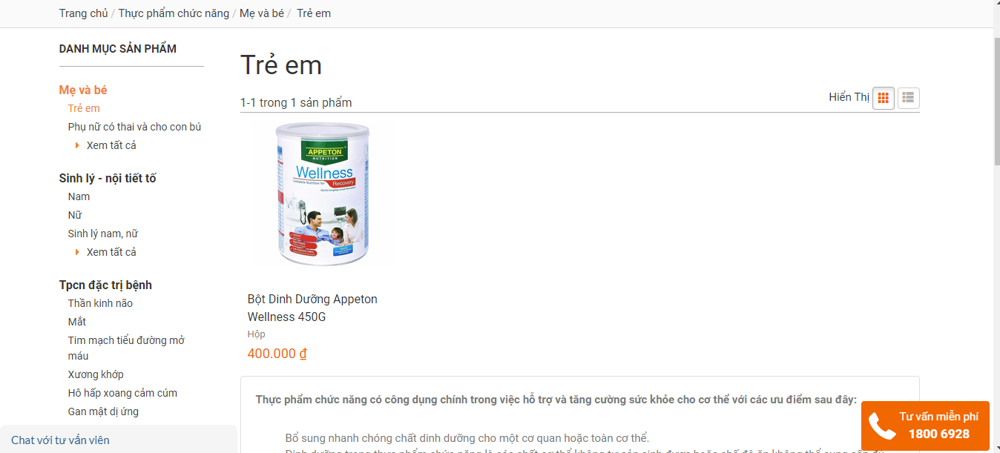 Trang chủ / Thực phẩm chức năng / Mẹ và bé / Trẻ em
DANH MỤC SẢN PHẨM
Mẹ và bé
Trẻ em
Phụ nữ có thai và cho con bú
Xem tất cả
Sinh lý - nội tiết tố
Nam
Nữ
Sinh lý nam, nữ
Xem tất cả
Tpcn đặc trị bệnh
Thần kinh não
Mắt
Tim mạch tiểu đường mở
máu
Xương khớp
Hô hấp xoang cảm cúm
Gan mật dị ứng
Chat với tư vấn viên
Trẻ em
1-1 trong 1 sản phẩm
Hiển Thị
APPETON
NUTRITION
Wellness
Complete Nutrition for Recovery
Bột Dinh Dưỡng Appeton
Wellness 450G
Hộp
400.000 ₫
Thực phẩm chức năng có công dụng chính trong việc hỗ trợ và tăng cường sức khỏe cho cơ thể với các ưu điểm sau đây:
Bổ sung nhanh chóng chất dinh dưỡng cho một cơ quan hoặc toàn cơ thể.
Tư vấn miễn phí
1800 6928